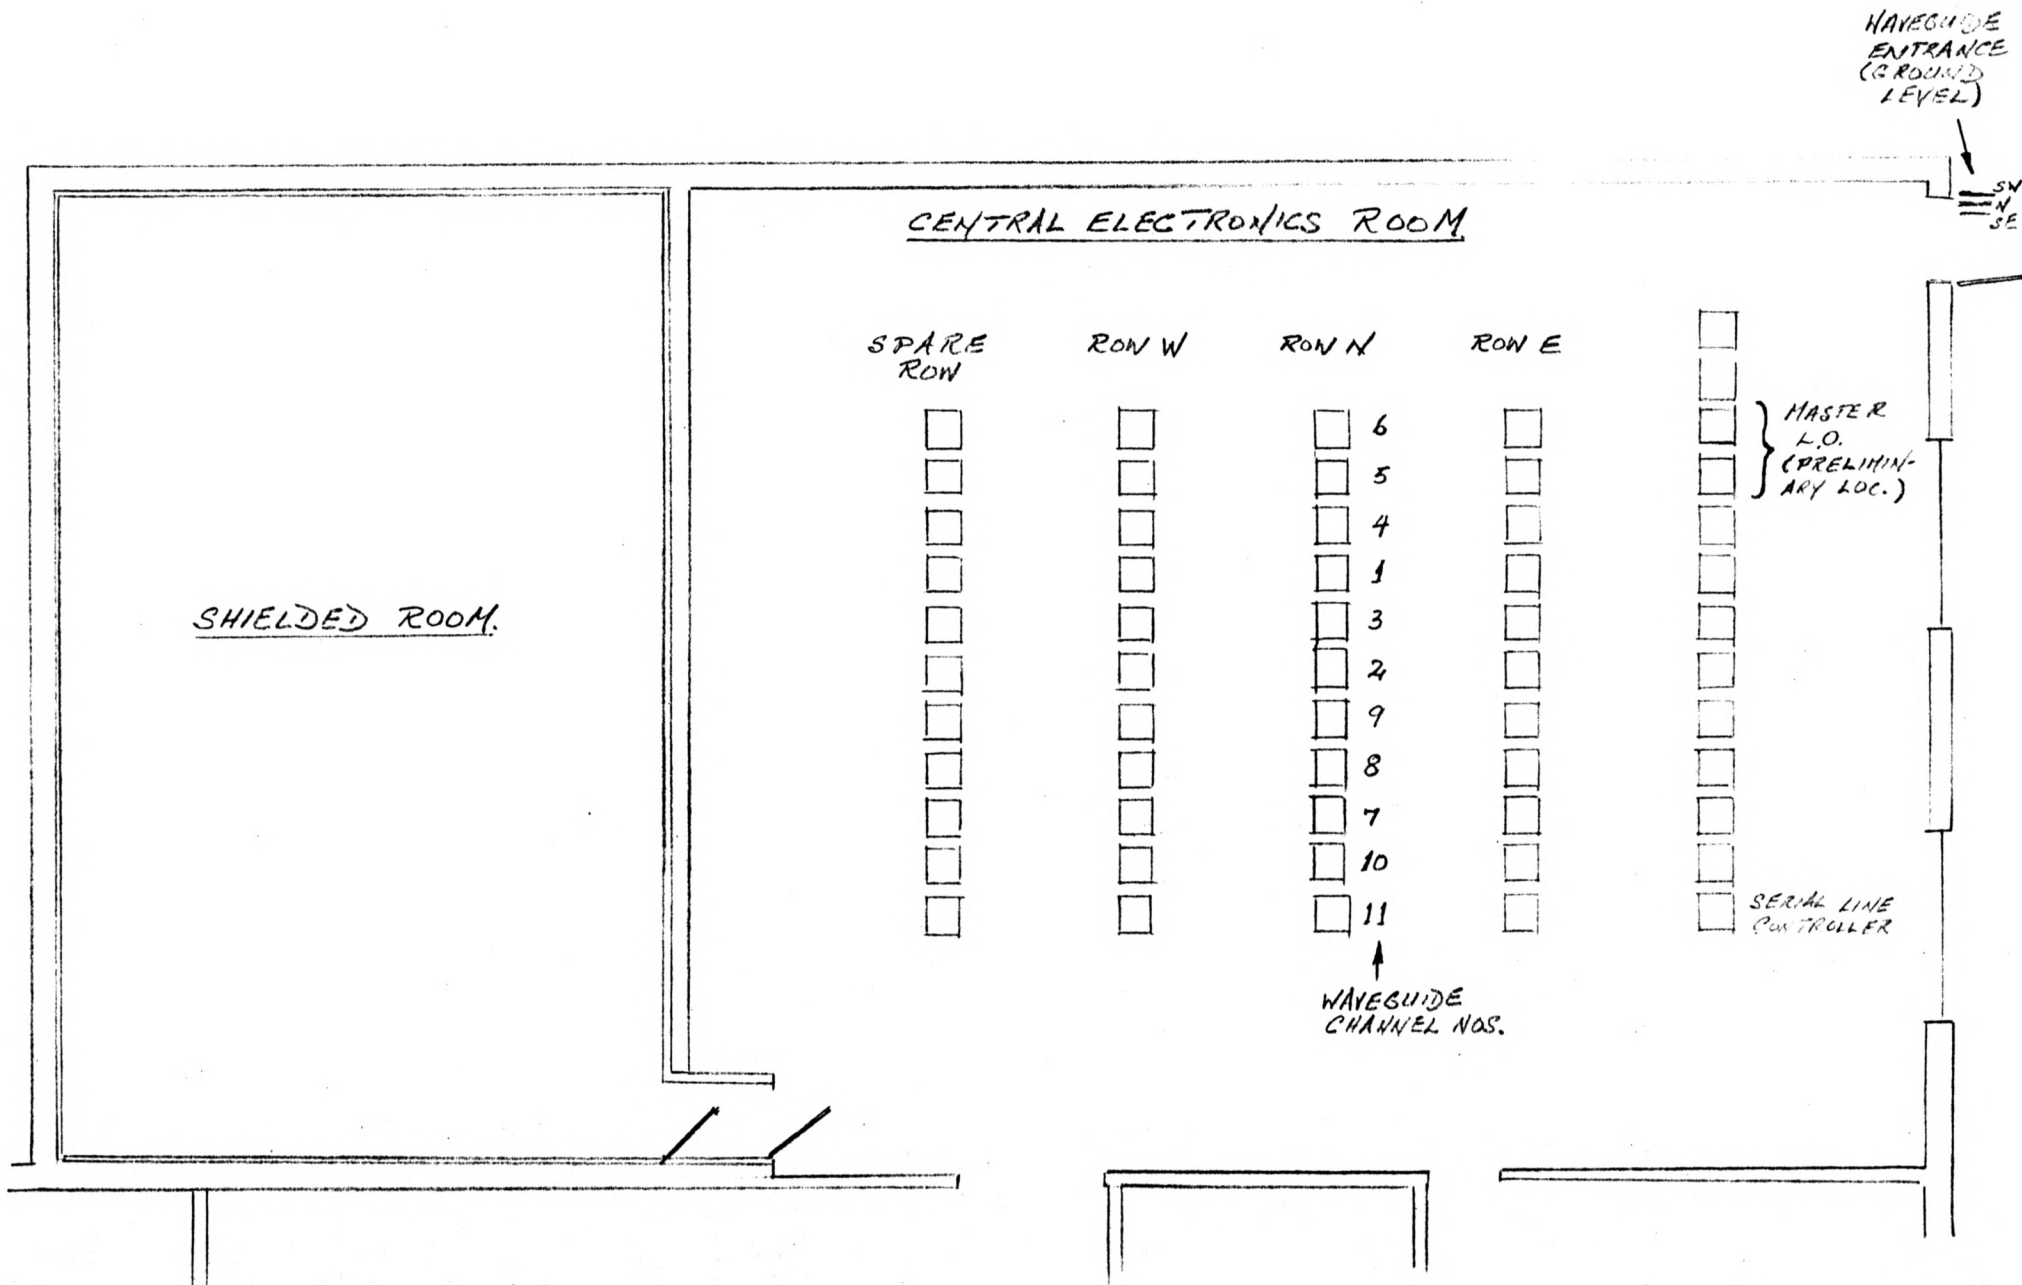 WAVEGUIDE
ENTRANCE
(GROUND
LEVEL)
SW
N
SE
CENTRAL ELECTRONICS ROOM
SPARE
ROW
ROW W
ROW N
ROW E
6
5
4
1
3
2
9
8
7
10
11
MASTER
L.O.
(PRELIMIN-
ARY LOC.)
SHIELDED ROOM.
SERIAL LINE
CONTROLLER
WAVEGUIDE
CHANNEL NOS.